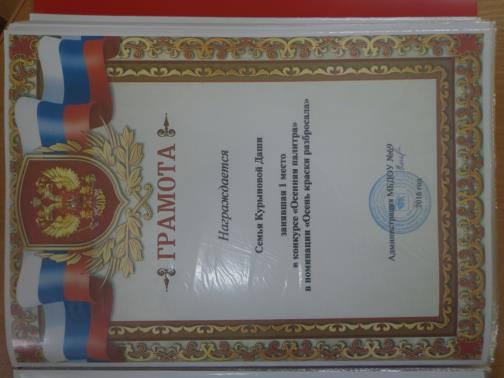 ГРАМОТА
Награждается
Семья Курыновой Даши
занявшая 1 место
в конкурсе «Осенняя палитра»
в номинации «Осень краски разбросала»
Администрация МБДОУ №69
2016 год